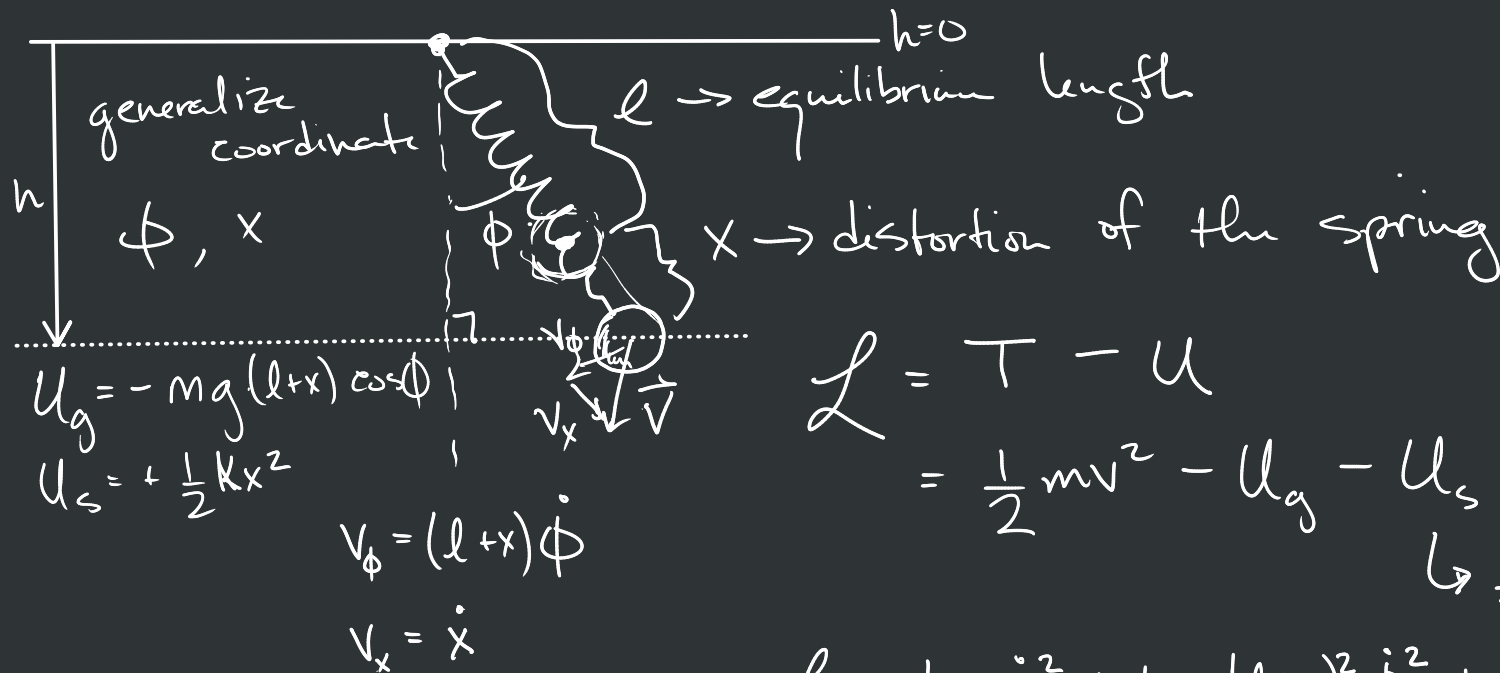 h=0
generalize
coordinate
ϕ, x
h
l → equilibrium length
ϕ
x → distortion of the spring
V_ϕ
V_x
V⃗
U_g = - mg(l+x) cosϕ
U_s = + 1/2 kx²
V_ϕ = (l+x)ϕ̇
V_x = ẋ
ℒ = T - U
= 1/2 mv² - U_g - U_s